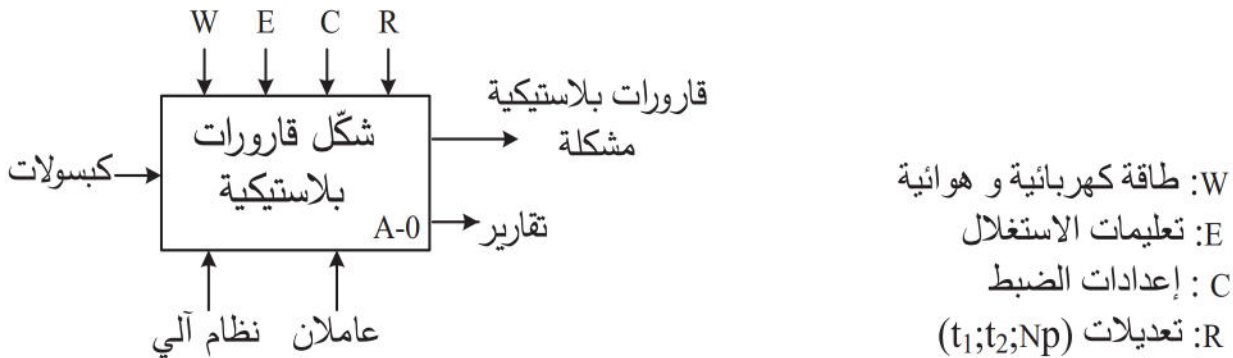 W E C R
شكّل قارورات
بلاستيكية
A-0
كبسولات
قارورات بلاستيكية
مشكلة
تقارير
نظام آلي
عاملان
W: طاقة كهربائية و هوائية
E: تعليمات الاستغلال
C : إعدادات الضبط
R: تعديلات (t₁;t₂;Np)